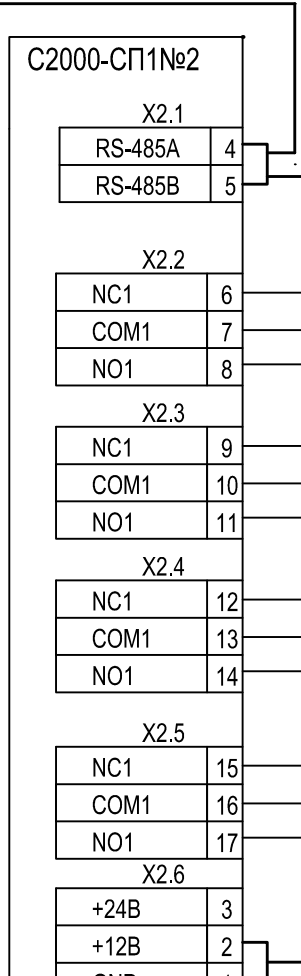 С2000-СП1№2
X2.1
RS-485A 4
RS-485B 5
X2.2
NC1 6
COM1 7
NO1 8
X2.3
NC1 9
COM1 10
NO1 11
X2.4
NC1 12
COM1 13
NO1 14
X2.5
NC1 15
COM1 16
NO1 17
X2.6
+24В 3
+12В 2